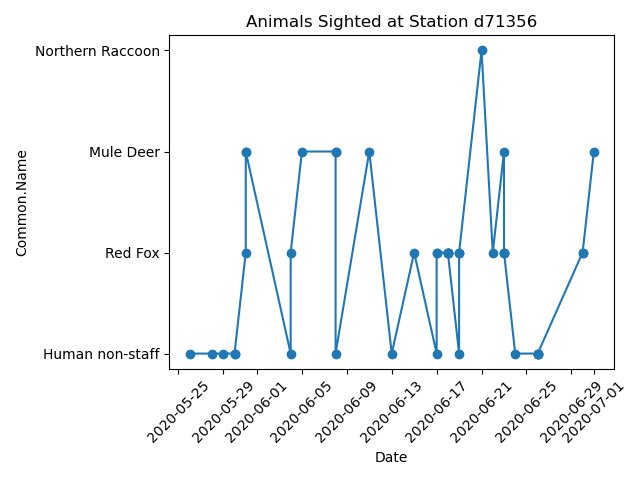 Animals Sighted at Station d71356
Northern Raccoon
Mule Deer
Red Fox
Human non-staff
Common.Name
2020-05-25
2020-05-29
2020-06-01
2020-06-05
2020-06-09
2020-06-13
2020-06-17
2020-06-21
2020-06-25
2020-06-29
2020-07-01
Date